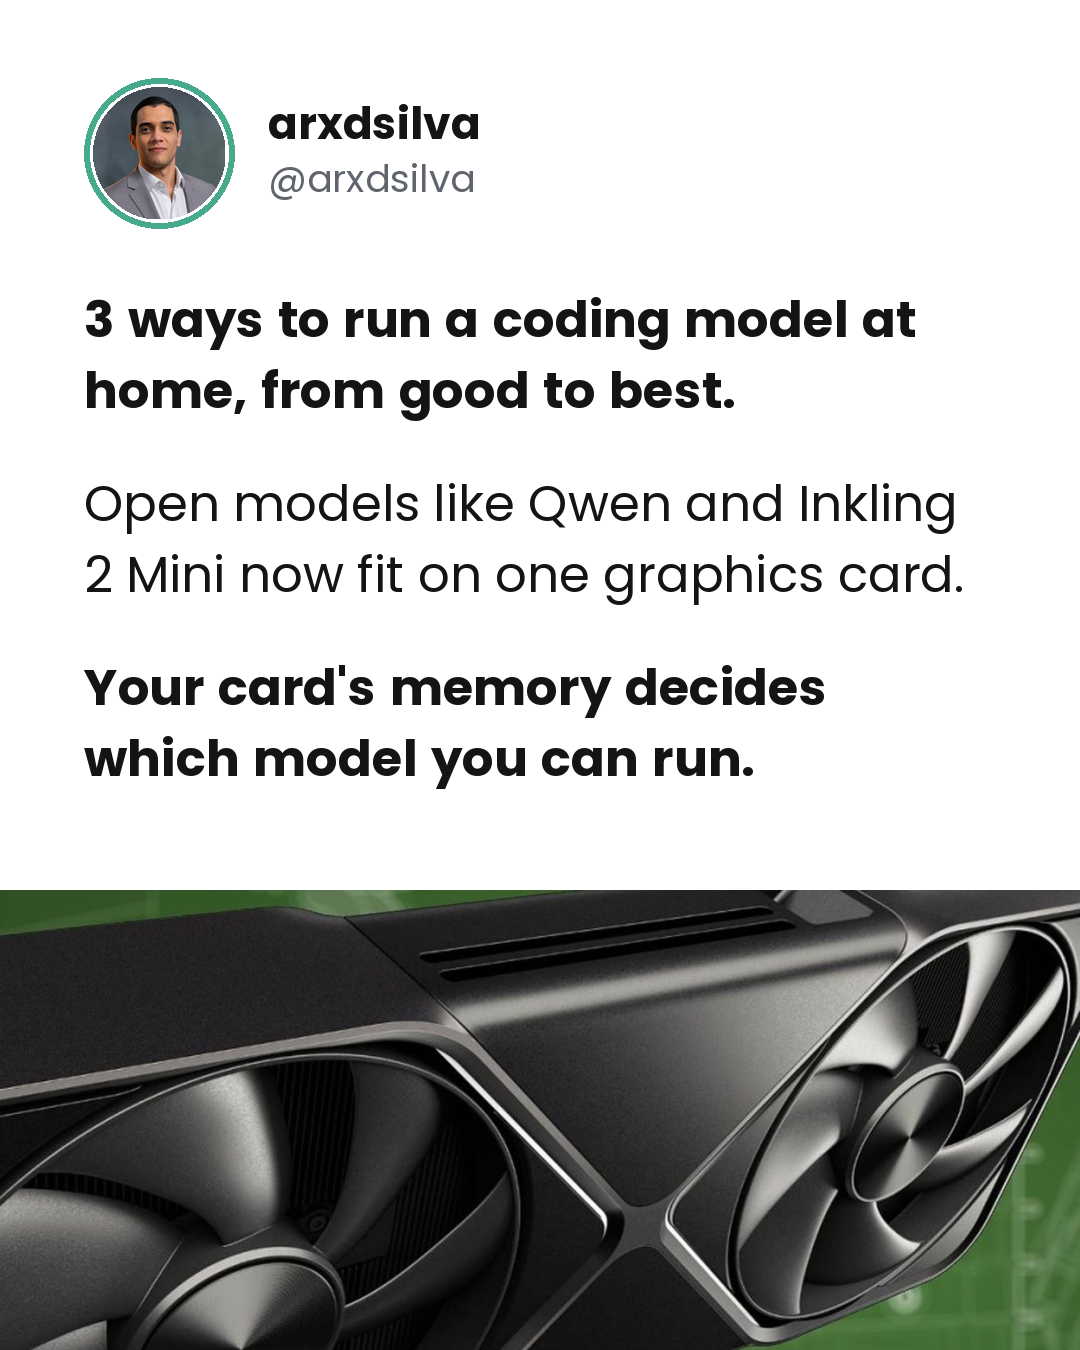 arxdsilva
@arxdsilva
3 ways to run a coding model at
home, from good to best.
Open models like Qwen and Inkling
2 Mini now fit on one graphics card.
Your card's memory decides
which model you can run.